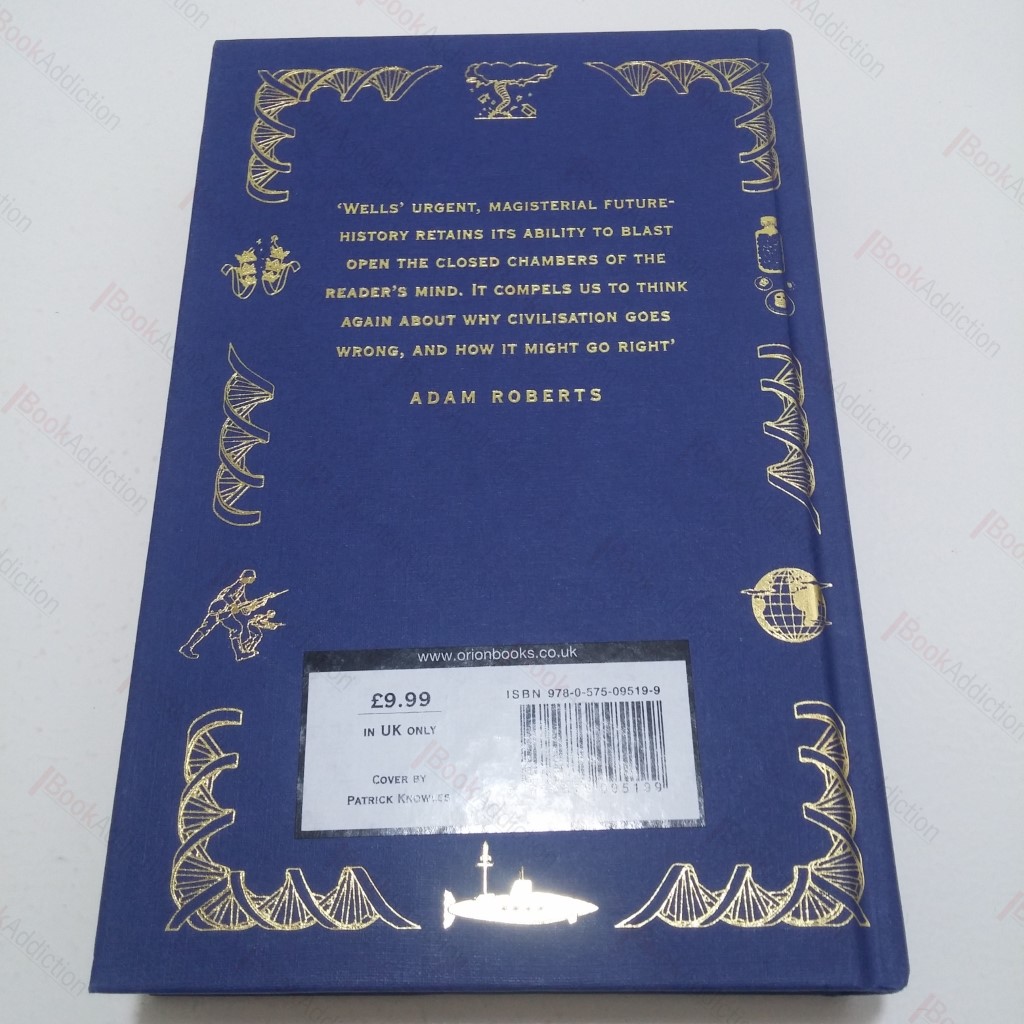 ‘Wells’ urgent, magisterial future-
history retains its ability to blast
open the closed chambers of the
reader’s mind. It compels us to think
again about why civilisation goes
wrong, and how it might go right’
ADAM ROBERTS
www.orionbooks.co.uk
£9.99
in UK only
Cover by
Patrick Knowles
ISBN 978-0-575-09519-9
095199
BookAddiction